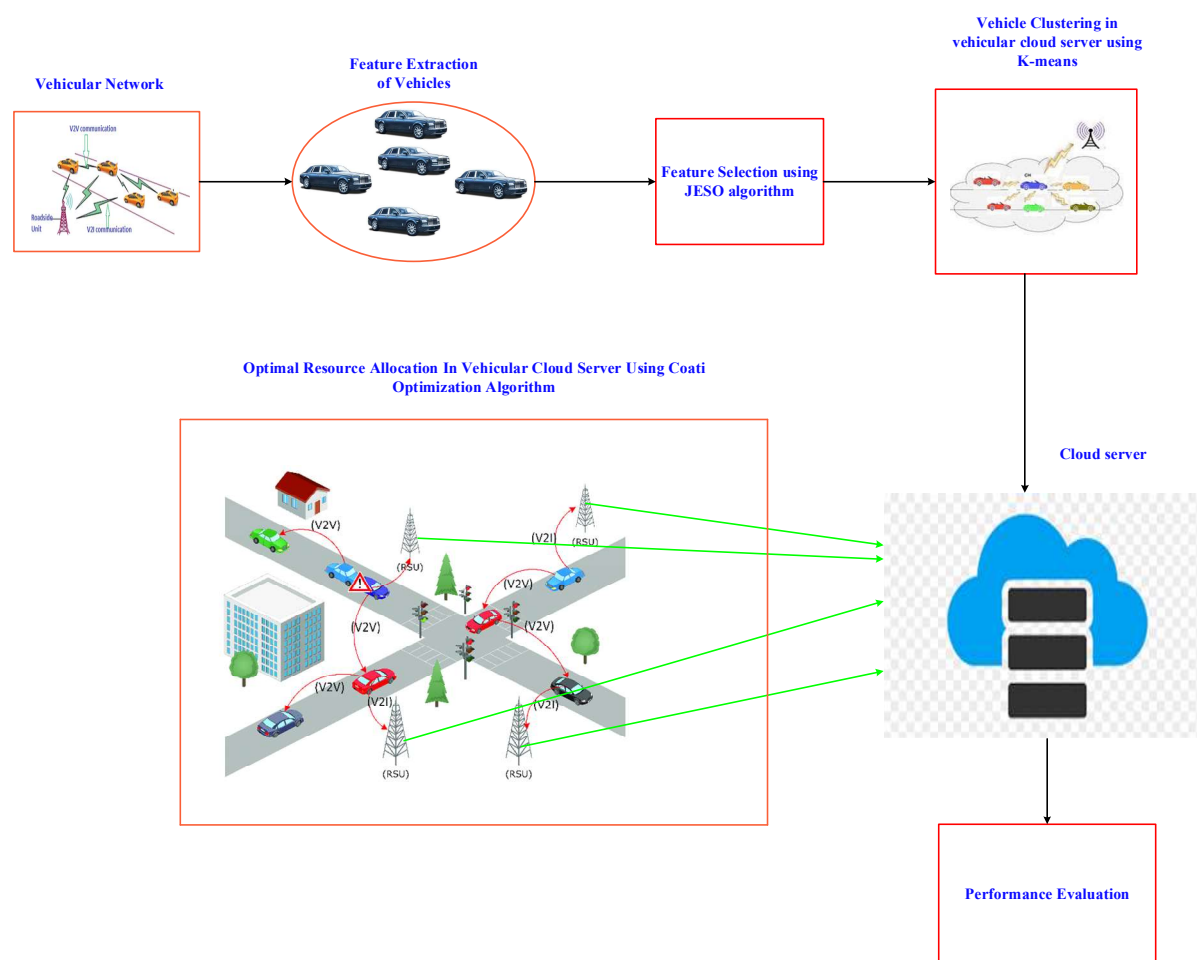 Vehicle Clustering in
vehicular cloud server using
K-means
Feature Extraction
of Vehicles
Vehicular Network
V2V communication
Roadside
Unit
V2I communication
Feature Selection using
JESO algorithm
CH
Optimal Resource Allocation In Vehicular Cloud Server Using Coati
Optimization Algorithm
Cloud server
(V2V)
(RSU)
(V2I)
(RSU)
(V2V)
(V2V)
(V2V)
(V2V)
(V2I)
(V2I)
(RSU)
(RSU)
Performance Evaluation